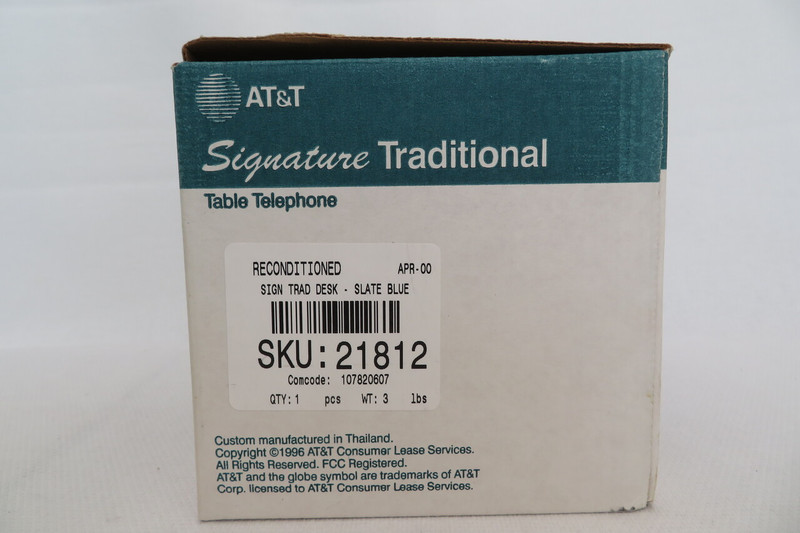 AT&T
Signature Traditional
Table Telephone
RECONDITIONED APR-00
SIGN TRAD DESK - SLATE BLUE
SKU: 21812
Comcode: 107820607
QTY: 1 pcs WT: 3 lbs
Custom manufactured in Thailand.
Copyright ©1996 AT&T Consumer Lease Services.
All Rights Reserved. FCC Registered.
AT&T and the globe symbol are trademarks of AT&T
Corp. licensed to AT&T Consumer Lease Services.